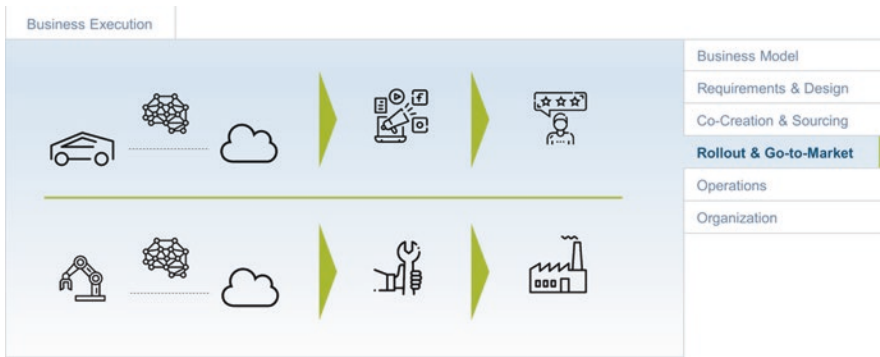 Business Execution
Business Model
Requirements & Design
Co-Creation & Sourcing
Rollout & Go-to-Market
Operations
Organization